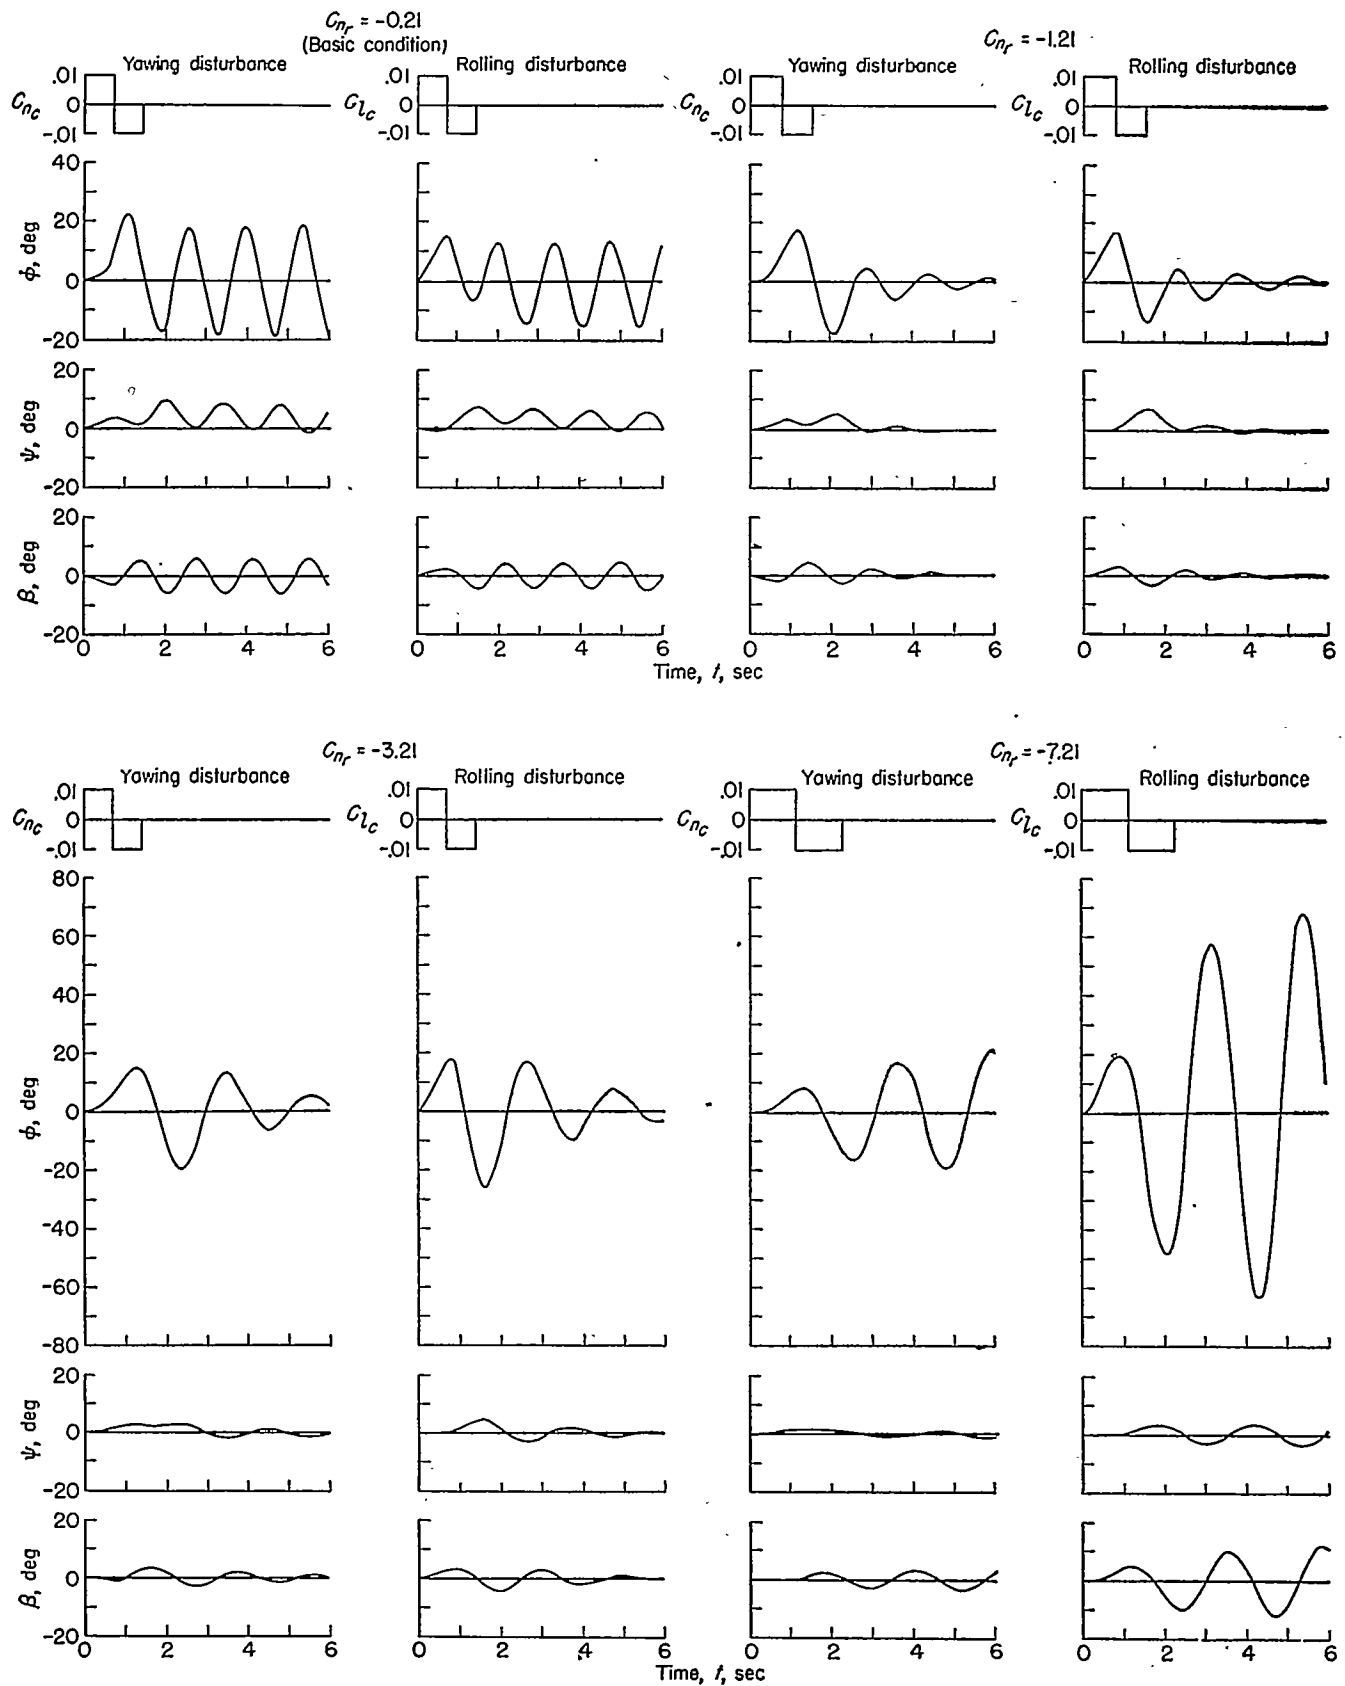 Cnr = -0.21
(Basic condition)
Cnr = -1.21
Yawing disturbance
Rolling disturbance
Yawing disturbance
Rolling disturbance
Cnc
.01
0
-.01
Clc
.01
0
-.01
Cnc
.01
0
-.01
Clc
.01
0
-.01
φ, deg
40
20
0
-20
ψ, deg
20
0
-20
β, deg
20
0
-20
0 2 4 6
0 2 4 6
0 2 4 6
0 2 4 6
Time, t, sec
Cnr = -3.21
Cnr = -7.21
Yawing disturbance
Rolling disturbance
Yawing disturbance
Rolling disturbance
Cnc
.01
0
-.01
Clc
.01
0
-.01
Cnc
.01
0
-.01
Clc
.01
0
-.01
φ, deg
80
60
40
20
0
-20
-40
-60
-80
ψ, deg
20
0
-20
β, deg
20
0
-20
0 2 4 6
0 2 4 6
0 2 4 6
0 2 4 6
Time, t, sec